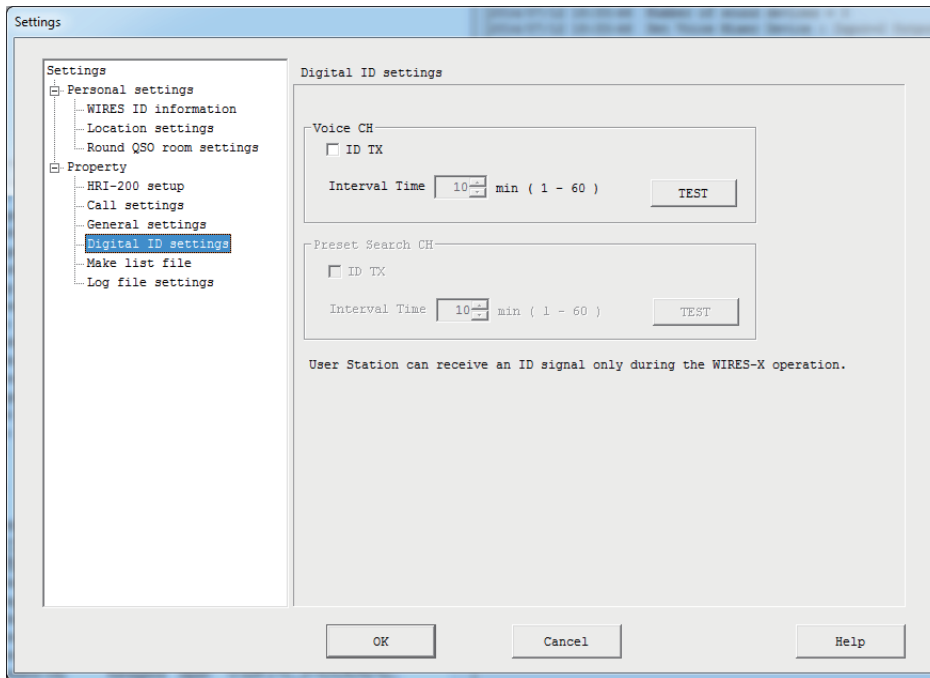 Settings
Settings
Personal settings
WIRES ID information
Location settings
Round QSO room settings
Property
HRI-200 setup
Call settings
General settings
Digital ID settings
Make list file
Log file settings
Digital ID settings
Voice CH
ID TX
Interval Time 10 min ( 1 - 60 ) TEST
Preset Search CH
ID TX
Interval Time 10 min ( 1 - 60 ) TEST
User Station can receive an ID signal only during the WIRES-X operation.
OK Cancel Help